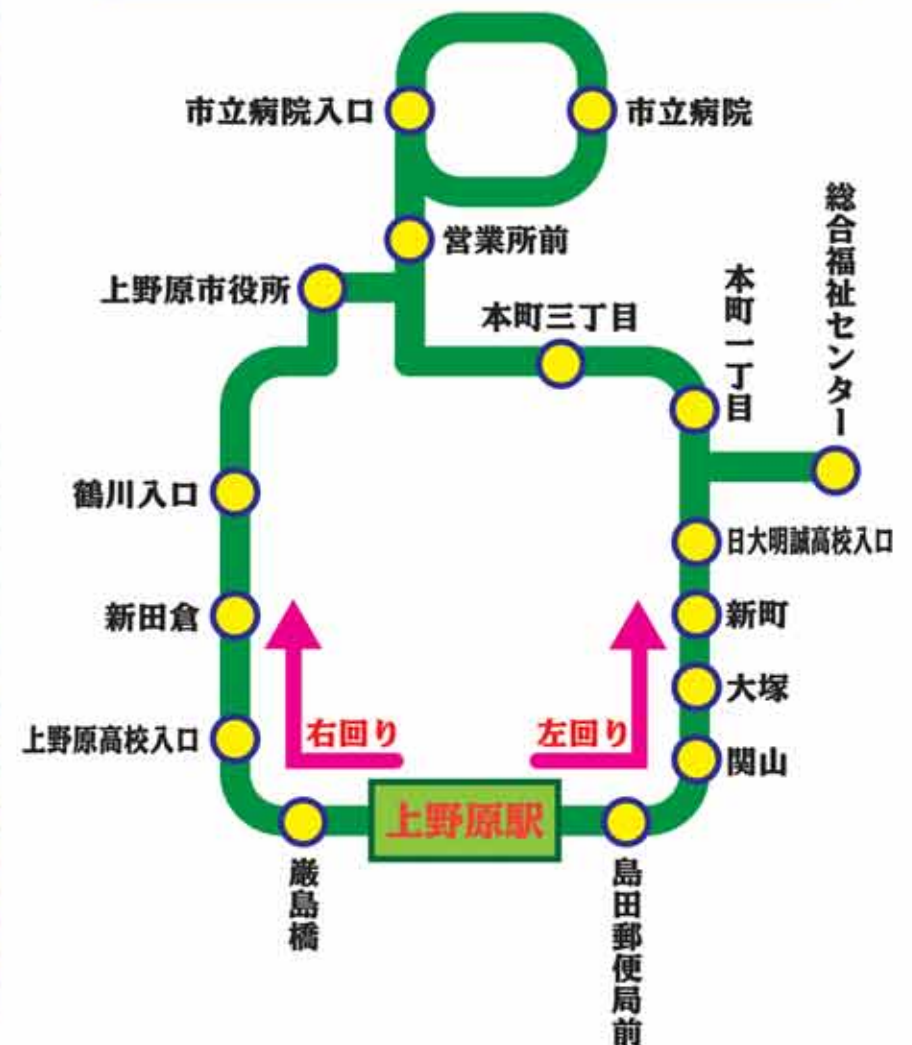 市立病院入口
市立病院
営業所前
総合福祉センター
上野原市役所
本町三丁目
本町一丁目
鶴川入口
日大明誠高校入口
新田倉
新町
大塚
上野原高校入口
右回り
左回り
関山
上野原駅
巌島橋
島田郵便局前